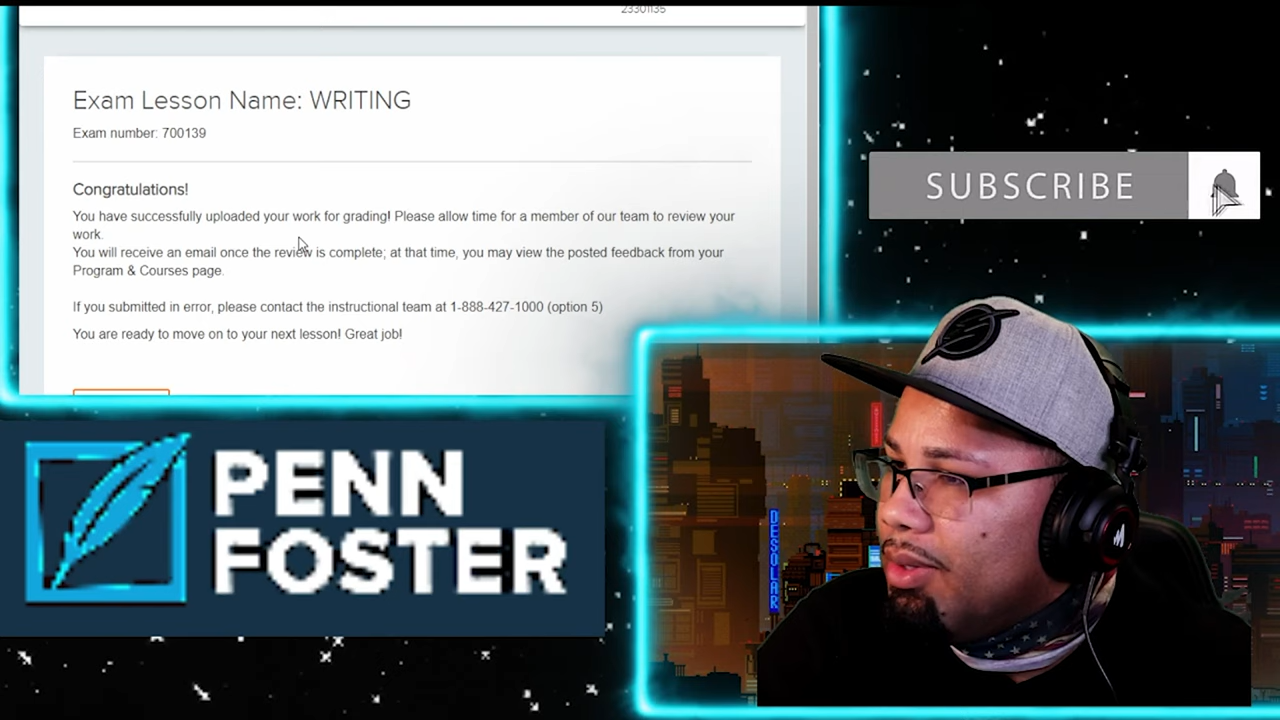 23301135
Exam Lesson Name: WRITING
Exam number: 700139
Congratulations!
You have successfully uploaded your work for grading! Please allow time for a member of our team to review your
work.
You will receive an email once the review is complete; at that time, you may view the posted feedback from your
Program & Courses page.
If you submitted in error, please contact the instructional team at 1-888-427-1000 (option 5)
You are ready to move on to your next lesson! Great job!
SUBSCRIBE
PENN
FOSTER
DESOLAR